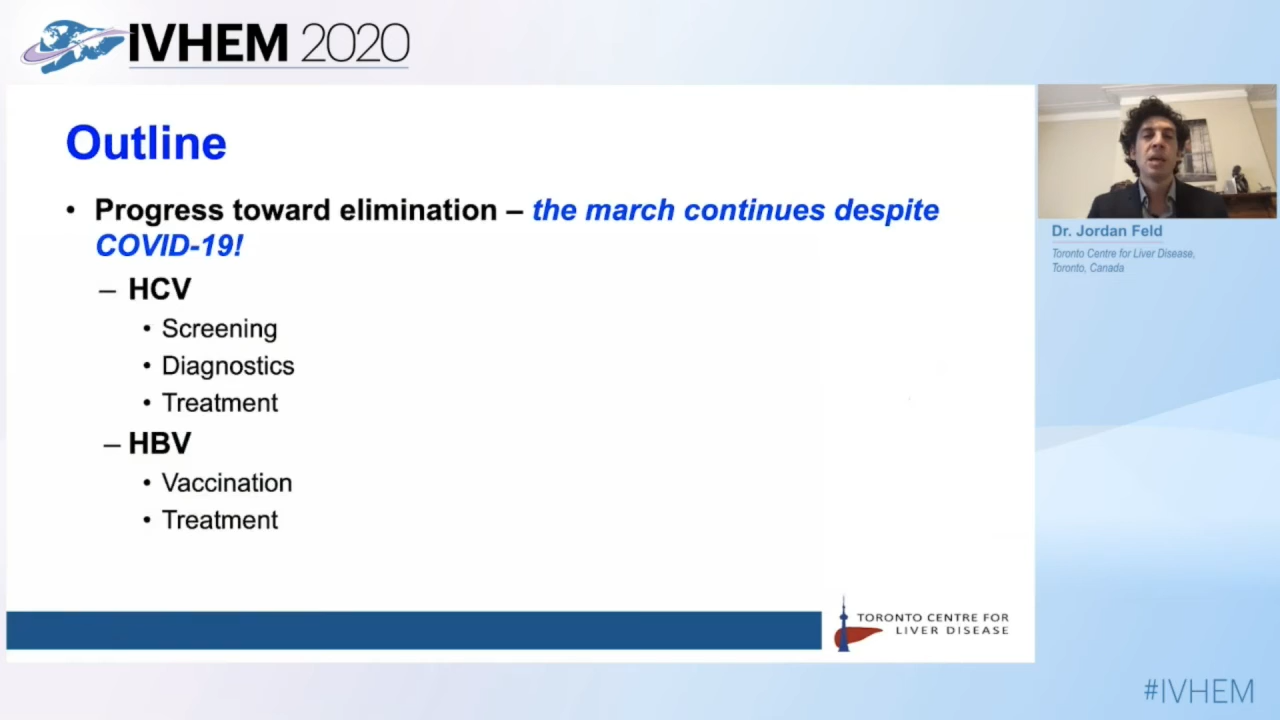 IVHEM 2020
Outline
• Progress toward elimination – the march continues despite
COVID-19!
– HCV
• Screening
• Diagnostics
• Treatment
– HBV
• Vaccination
• Treatment
TORONTO CENTRE FOR
LIVER DISEASE
Dr. Jordan Feld
Toronto Centre for Liver Disease,
Toronto, Canada
#IVHEM